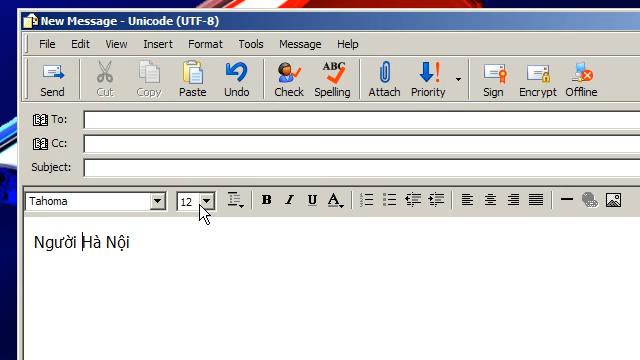 New Message - Unicode (UTF-8)
File Edit View Insert Format Tools Message Help
Send Cut Copy Paste Undo Check Spelling Attach Priority Sign Encrypt Offline
ABC
To:
Cc:
Subject:
Tahoma 12 B I U A
Người Hà Nội